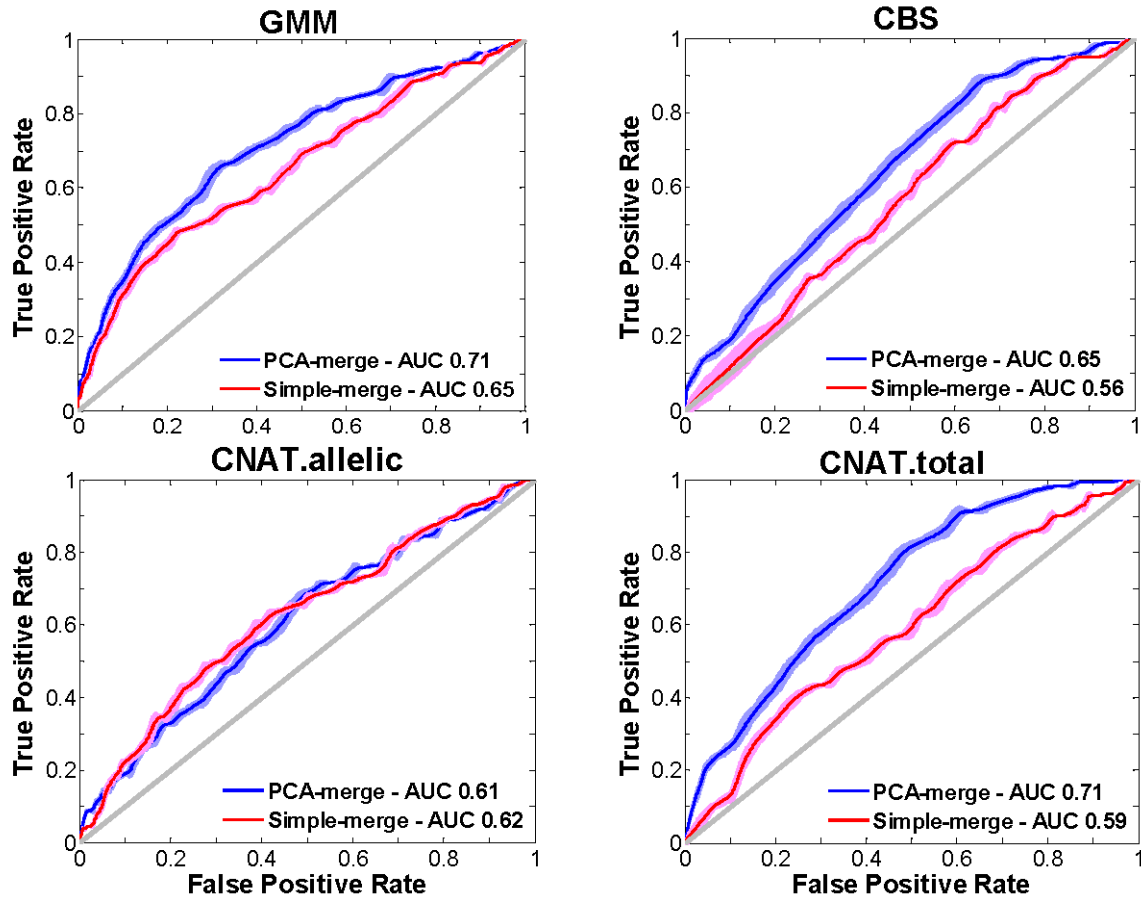 GMM
1
0.8
0.6
0.4
0.2
0
True Positive Rate
PCA-merge - AUC 0.71
Simple-merge - AUC 0.65
0 0.2 0.4 0.6 0.8 1
CBS
1
0.8
0.6
0.4
0.2
0
True Positive Rate
PCA-merge - AUC 0.65
Simple-merge - AUC 0.56
0 0.2 0.4 0.6 0.8 1
CNAT.allelic
1
0.8
0.6
0.4
0.2
0
True Positive Rate
PCA-merge - AUC 0.61
Simple-merge - AUC 0.62
0 0.2 0.4 0.6 0.8 1
False Positive Rate
CNAT.total
1
0.8
0.6
0.4
0.2
0
True Positive Rate
PCA-merge - AUC 0.71
Simple-merge - AUC 0.59
0 0.2 0.4 0.6 0.8 1
False Positive Rate